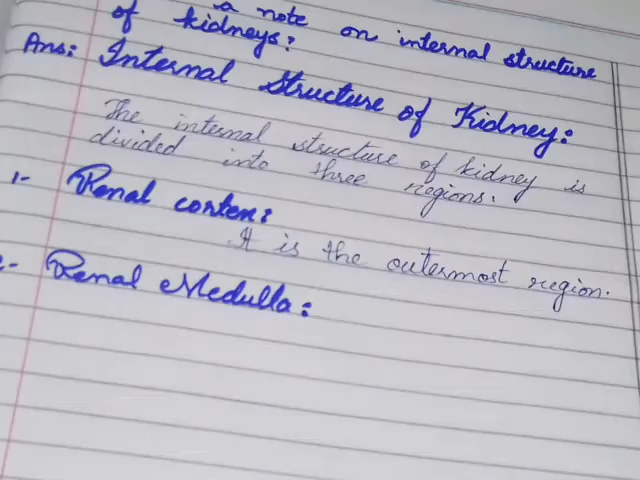 a note on internal structure
of kidneys?
Ans: Internal Structure of Kidney:
The internal structure of kidney is
divided into three regions.
1- Renal corten:
It is the outermost region.
2- Renal Medulla: